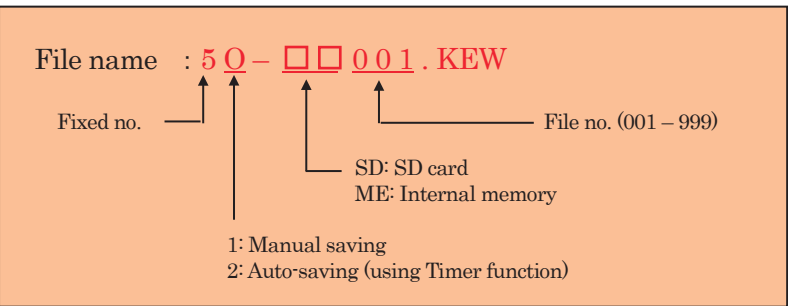 File name : 5 O – □□ 0 0 1 . KEW
Fixed no.
File no. (001 – 999)
SD: SD card
ME: Internal memory
1: Manual saving
2: Auto-saving (using Timer function)